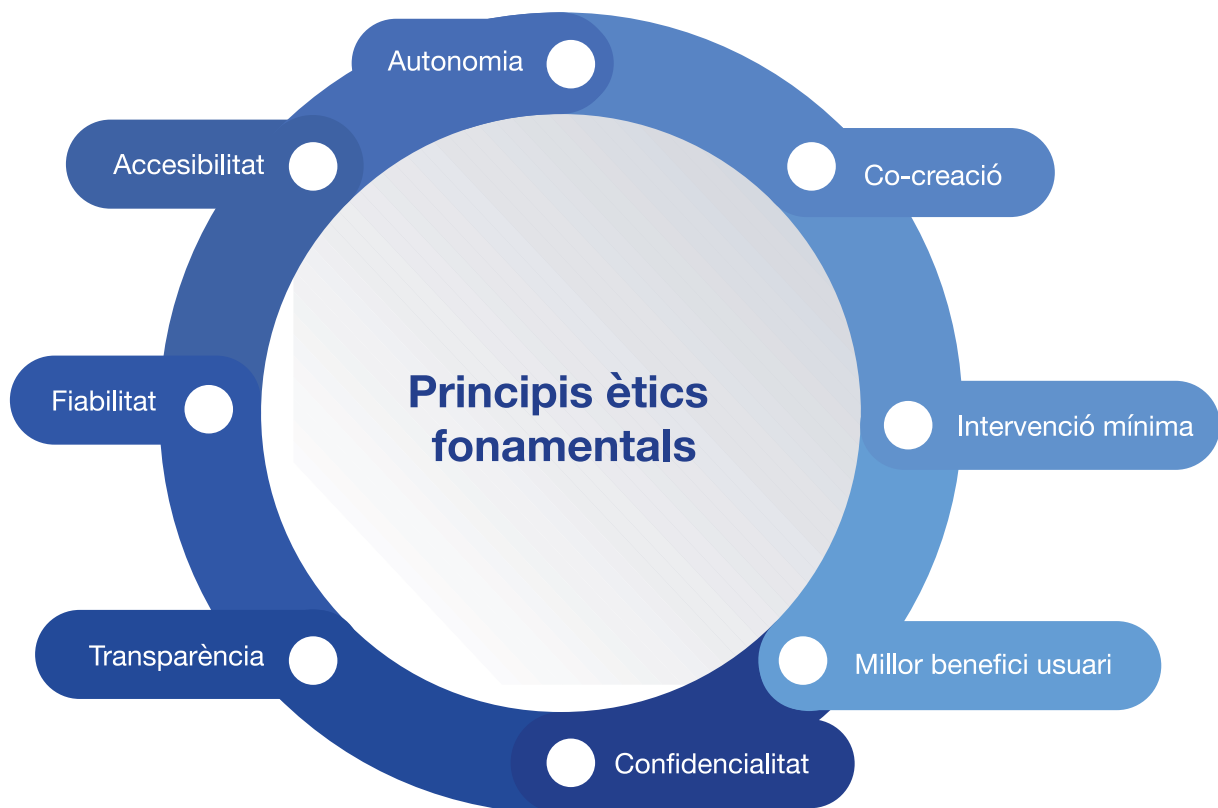 Autonomia
Accesibilitat
Co-creació
Principis ètics
fonamentals
Fiabilitat
Intervenció mínima
Transparència
Millor benefici usuari
Confidencialitat